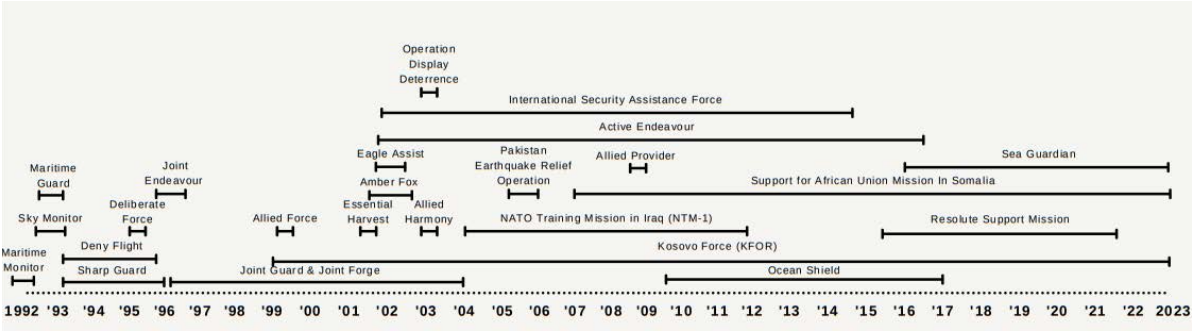 Operation
Display
Deterrence
International Security Assistance Force
Active Endeavour
Eagle Assist
Pakistan
Earthquake Relief
Operation
Allied Provider
Sea Guardian
Maritime
Guard
Joint
Endeavour
Amber Fox
Support for African Union Mission In Somalia
Sky Monitor
Deliberate
Force
Allied Force
Essential
Harvest
Allied
Harmony
NATO Training Mission in Iraq (NTM-1)
Resolute Support Mission
Maritime
Monitor
Deny Flight
Kosovo Force (KFOR)
Sharp Guard
Joint Guard & Joint Forge
Ocean Shield
1992 '93 '94 '95 '96 '97 '98 '99 '00 '01 '02 '03 '04 '05 '06 '07 '08 '09 '10 '11 '12 '13 '14 '15 '16 '17 '18 '19 '20 '21 '22 2023